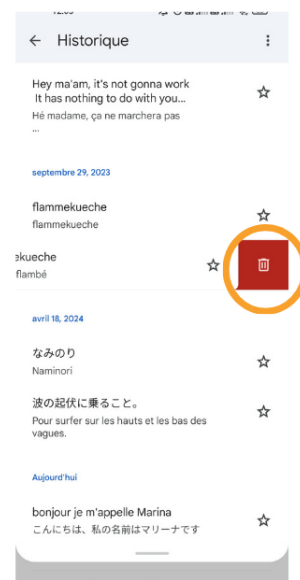 Historique
Hey ma'am, it's not gonna work
It has nothing to do with you...
Hé madame, ça ne marchera pas
...
septembre 29, 2023
flammekueche
flammekueche
ekueche
flambé
avril 18, 2024
なみのり
Naminori
波の起伏に乗ること。
Pour surfer sur les hauts et les bas des
vagues.
Aujourd'hui
bonjour je m'appelle Marina
こんにちは、私の名前はマリーナです